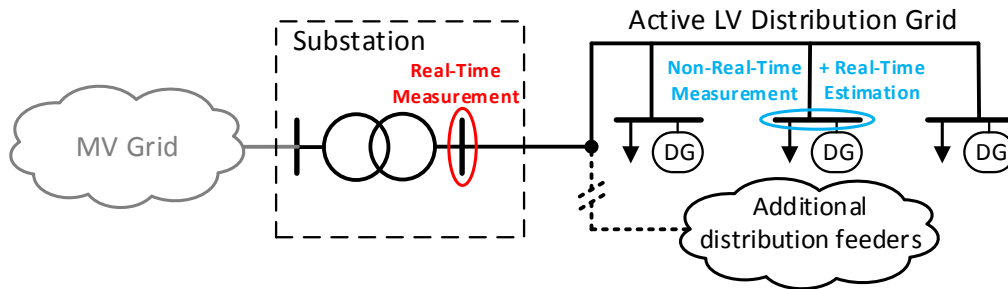 Active LV Distribution Grid
Substation
Real-Time
Measurement
Non-Real-Time + Real-Time
Measurement Estimation
MV Grid
DG DG DG
Additional
distribution feeders